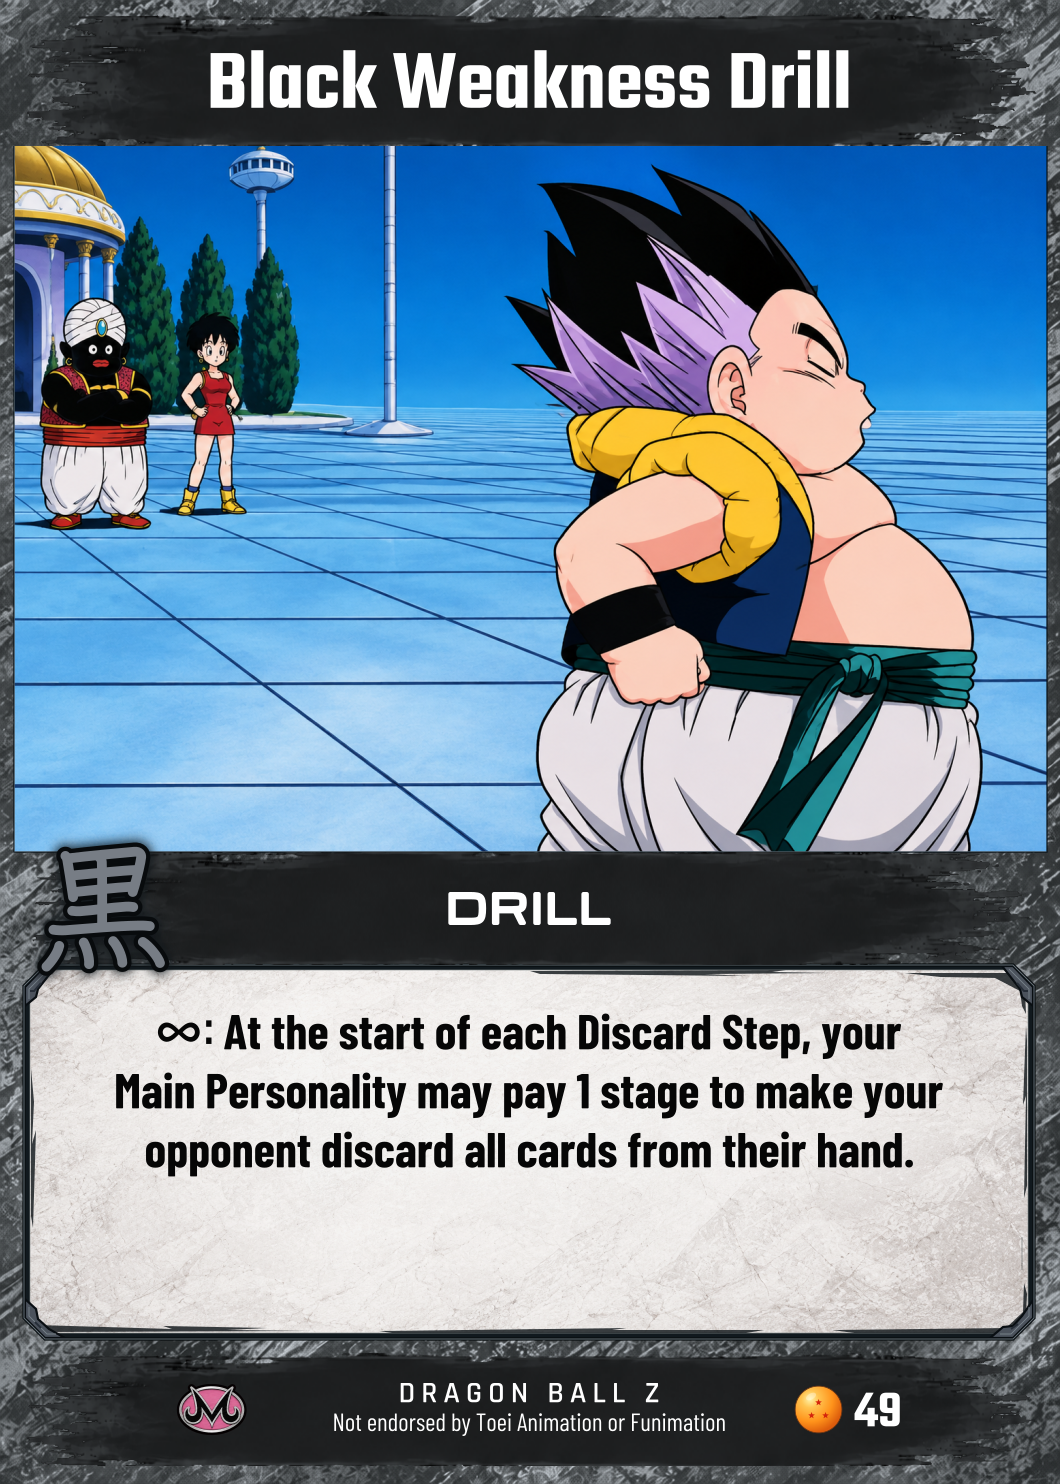 Black Weakness Drill
黒
DRILL
∞: At the start of each Discard Step, your
Main Personality may pay 1 stage to make your
opponent discard all cards from their hand.
M
DRAGON BALL Z
Not endorsed by Toei Animation or Funimation
49